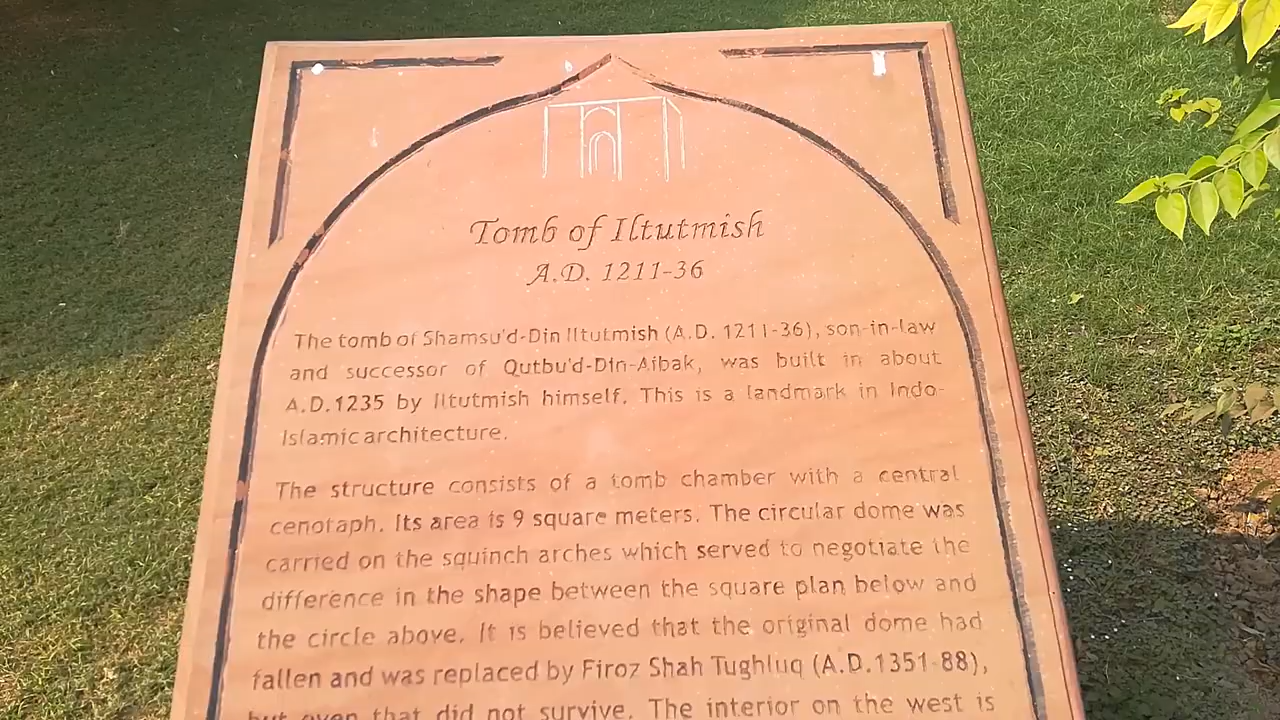 Tomb of Iltutmish
A.D. 1211-36
The tomb of Shamsu'd-Din Iltutmish (A.D. 1211-36), son-in-law
and successor of Qutbu'd-Din-Aibak, was built in about
A.D.1235 by Iltutmish himself. This is a landmark in Indo-
Islamic architecture.
The structure consists of a tomb chamber with a central
cenotaph. Its area is 9 square meters. The circular dome was
carried on the squinch arches which served to negotiate the
difference in the shape between the square plan below and
the circle above. It is believed that the original dome had
fallen and was replaced by Firoz Shah Tughluq (A.D.1351-88),
but even that did not survive. The interior on the west is